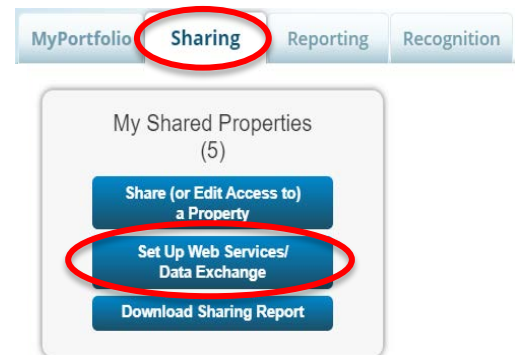 MyPortfolio Sharing Reporting Recognition
My Shared Properties
(5)
Share (or Edit Access to)
a Property
Set Up Web Services/
Data Exchange
Download Sharing Report